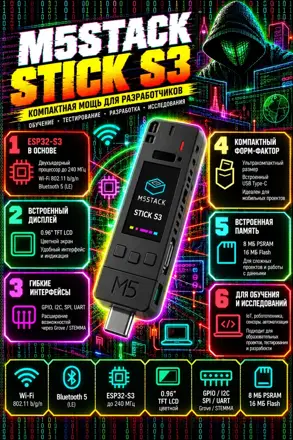 M5STACK
STICK S3
КОМПАКТНАЯ МОЩЬ ДЛЯ РАЗРАБОТЧИКОВ
ОБУЧЕНИЕ • ТЕСТИРОВАНИЕ • РАЗРАБОТКА • ИССЛЕДОВАНИЯ
1
ESP32-S3
В ОСНОВЕ
Двухъядерный
процессор до 240 МГц
Wi-Fi 802.11 b/g/n
Bluetooth 5 (LE)
2
ВСТРОЕННЫЙ
ДИСПЛЕЙ
0.96" TFT LCD
Цветной экран
Удобный интерфейс
и индикация
3
ГИБКИЕ
ИНТЕРФЕЙСЫ
GPIO, I2C, SPI, UART
Расширение
возможностей
через Grove / STEMMA
M5STACK
STICK S3
M5
4
КОМПАКТНЫЙ
ФОРМ-ФАКТОР
Ультракомпактный
размер
Встроенный
USB Type-C
Идеален для
мобильных проектов
5
ВСТРОЕННАЯ
ПАМЯТЬ
8 МБ PSRAM
16 МБ Flash
Для сложных
проектов и работы
с данными
6
ДЛЯ ОБУЧЕНИЯ
И ИССЛЕДОВАНИЙ
IoT, робототехника,
сенсоры, автоматизация
Подходит для
образовательных
проектов, тестирования
и разработки
Wi-Fi
802.11 b/g/n
Bluetooth 5
(LE)
ESP32-S3
до 240 МГц
0.96"
TFT LCD
цветной
GPIO / I2C
SPI / UART
Grove / STEMMA
8 МБ PSRAM
16 МБ Flash